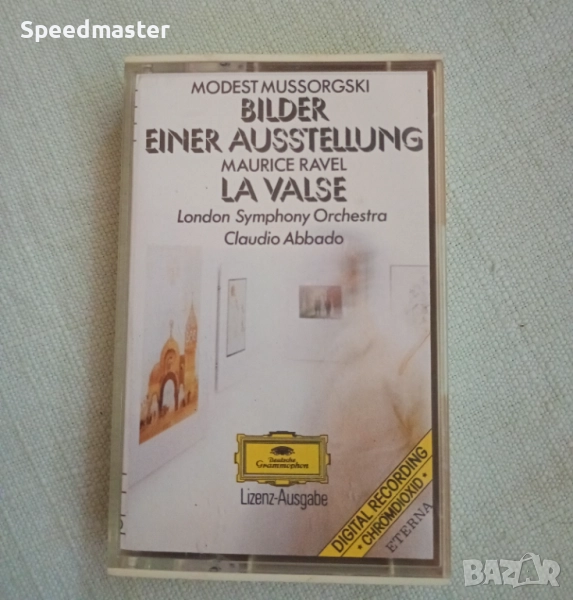 Speedmaster
MODEST MUSSORGSKI
BILDER
EINER AUSSTELLUNG
MAURICE RAVEL
LA VALSE
London Symphony Orchestra
Claudio Abbado
Deutsche
Grammophon
Lizenz-Ausgabe
DIGITAL RECORDING
• CHROMDIOXID •
ETERNA
BAZAR